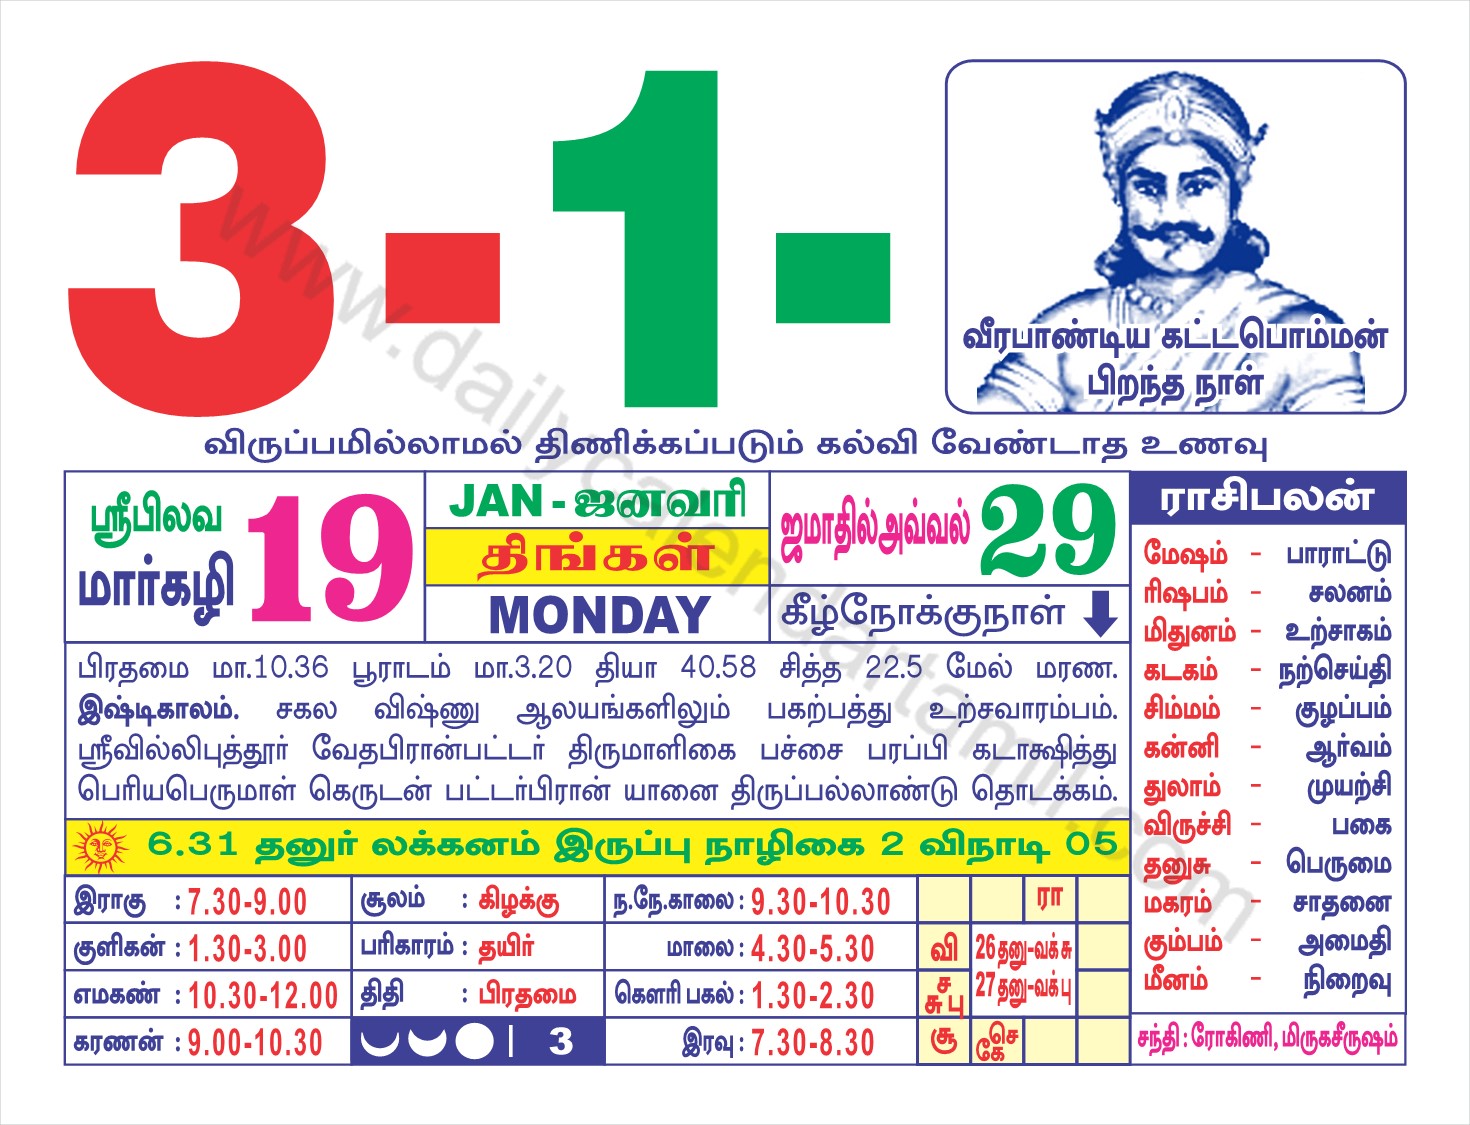 3-1-
வீரபாண்டிய கட்டபொம்மன்
பிறந்த நாள்
விருப்பமில்லாமல் திணிக்கப்படும் கல்வி வேண்டாத உணவு
ஸ்ரீபிலவ
மார்கழி 19
JAN - ஜனவரி
திங்கள்
MONDAY
ஜமாதில்அவ்வல் 29
கீழ்நோக்குநாள்
பிரதமை மா.10.36 பூராடம் மா.3.20 தியா 40.58 சித்த 22.5 மேல் மரண.
இஷ்டிகாலம். சகல விஷ்ணு ஆலயங்களிலும் பகற்பத்து உற்சவாரம்பம்.
ஸ்ரீவில்லிபுத்தூர் வேதபிரான்பட்டர் திருமாளிகை பச்சை பரப்பி கடாக்ஷித்து
பெரியபெருமாள் கெருடன் பட்டர்பிரான் யானை திருப்பல்லாண்டு தொடக்கம்.
6.31 தனுர் லக்கனம் இருப்பு நாழிகை 2 விநாடி 05
இராகு : 7.30-9.00
குளிகன் : 1.30-3.00
எமகண் : 10.30-12.00
கரணன் : 9.00-10.30
சூலம் : கிழக்கு
பரிகாரம் : தயிர்
திதி : பிரதமை
3
ந.நே.காலை : 9.30-10.30
மாலை : 4.30-5.30
கௌரி பகல் : 1.30-2.30
இரவு : 7.30-8.30
ரா
வி
26 தனு-வக் சு
27 தனு-வக் பு
ச
சு பு
சூ
செ
கே
ராசிபலன்
மேஷம் - பாராட்டு
ரிஷபம் - சலனம்
மிதுனம் - உற்சாகம்
கடகம் - நற்செய்தி
சிம்மம் - குழப்பம்
கன்னி - ஆர்வம்
துலாம் - முயற்சி
விருச்சி - பகை
தனுசு - பெருமை
மகரம் - சாதனை
கும்பம் - அமைதி
மீனம் - நிறைவு
சந்தி : ரோகிணி, மிருகசீருஷம்
www.dailycalendartamil.com